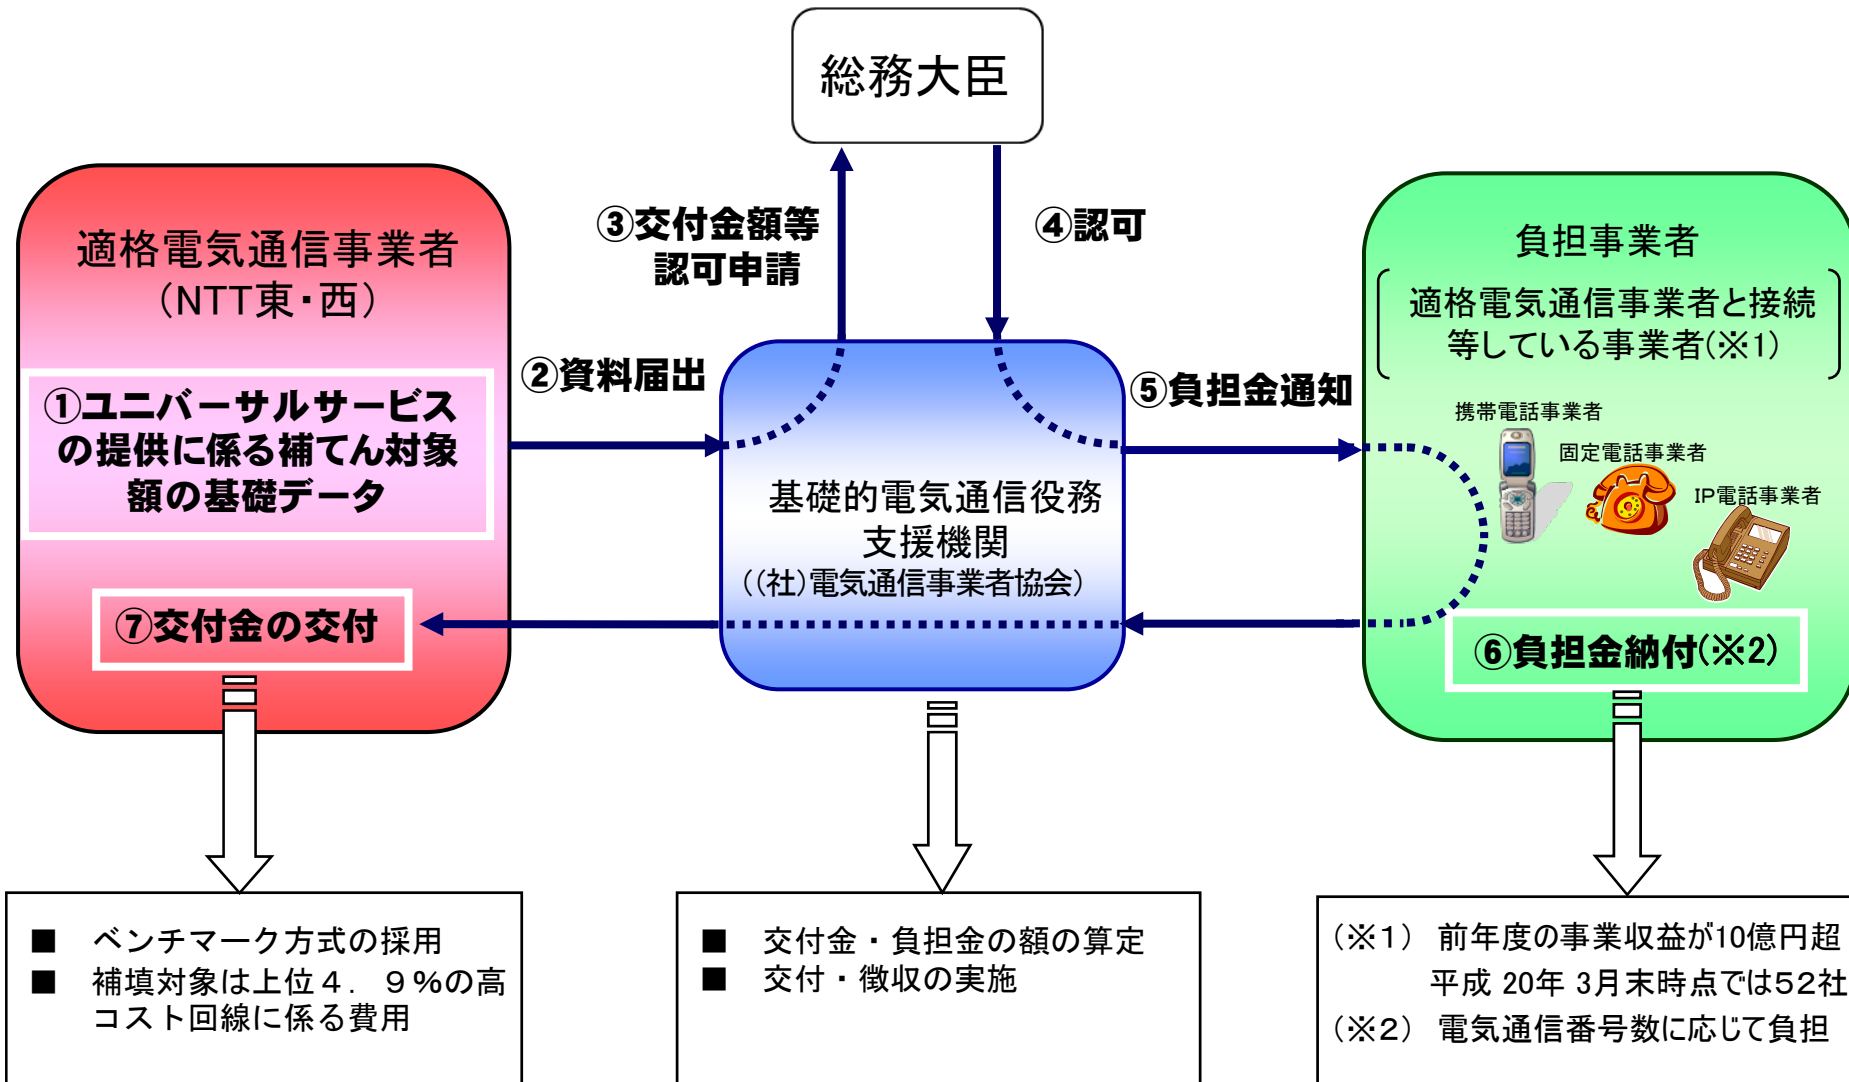 総務大臣
③交付金額等
認可申請
④認可
適格電気通信事業者
(NTT東・西)
①ユニバーサルサービス
の提供に係る補てん対象
額の基礎データ
②資料届出
⑦交付金の交付
基礎的電気通信役務
支援機関
((社)電気通信事業者協会)
⑤負担金通知
負担事業者
適格電気通信事業者と接続
等している事業者(※1)
携帯電話事業者
固定電話事業者
IP電話事業者
⑥負担金納付(※2)
■ ベンチマーク方式の採用
■ 補填対象は上位4.9%の高
コスト回線に係る費用
■ 交付金・負担金の額の算定
■ 交付・徴収の実施
(※1) 前年度の事業収益が10億円超
平成 20年 3月末時点では52社
(※2) 電気通信番号数に応じて負担